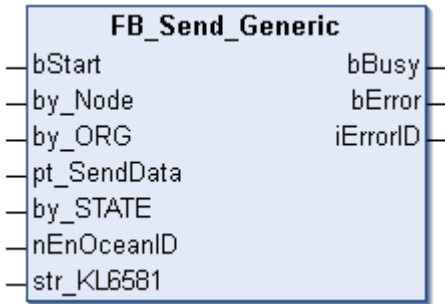 FB_Send_Generic
bStart bBusy
by_Node bError
by_ORG iErrorID
pt_SendData
by_STATE
nEnOceanID
str_KL6581